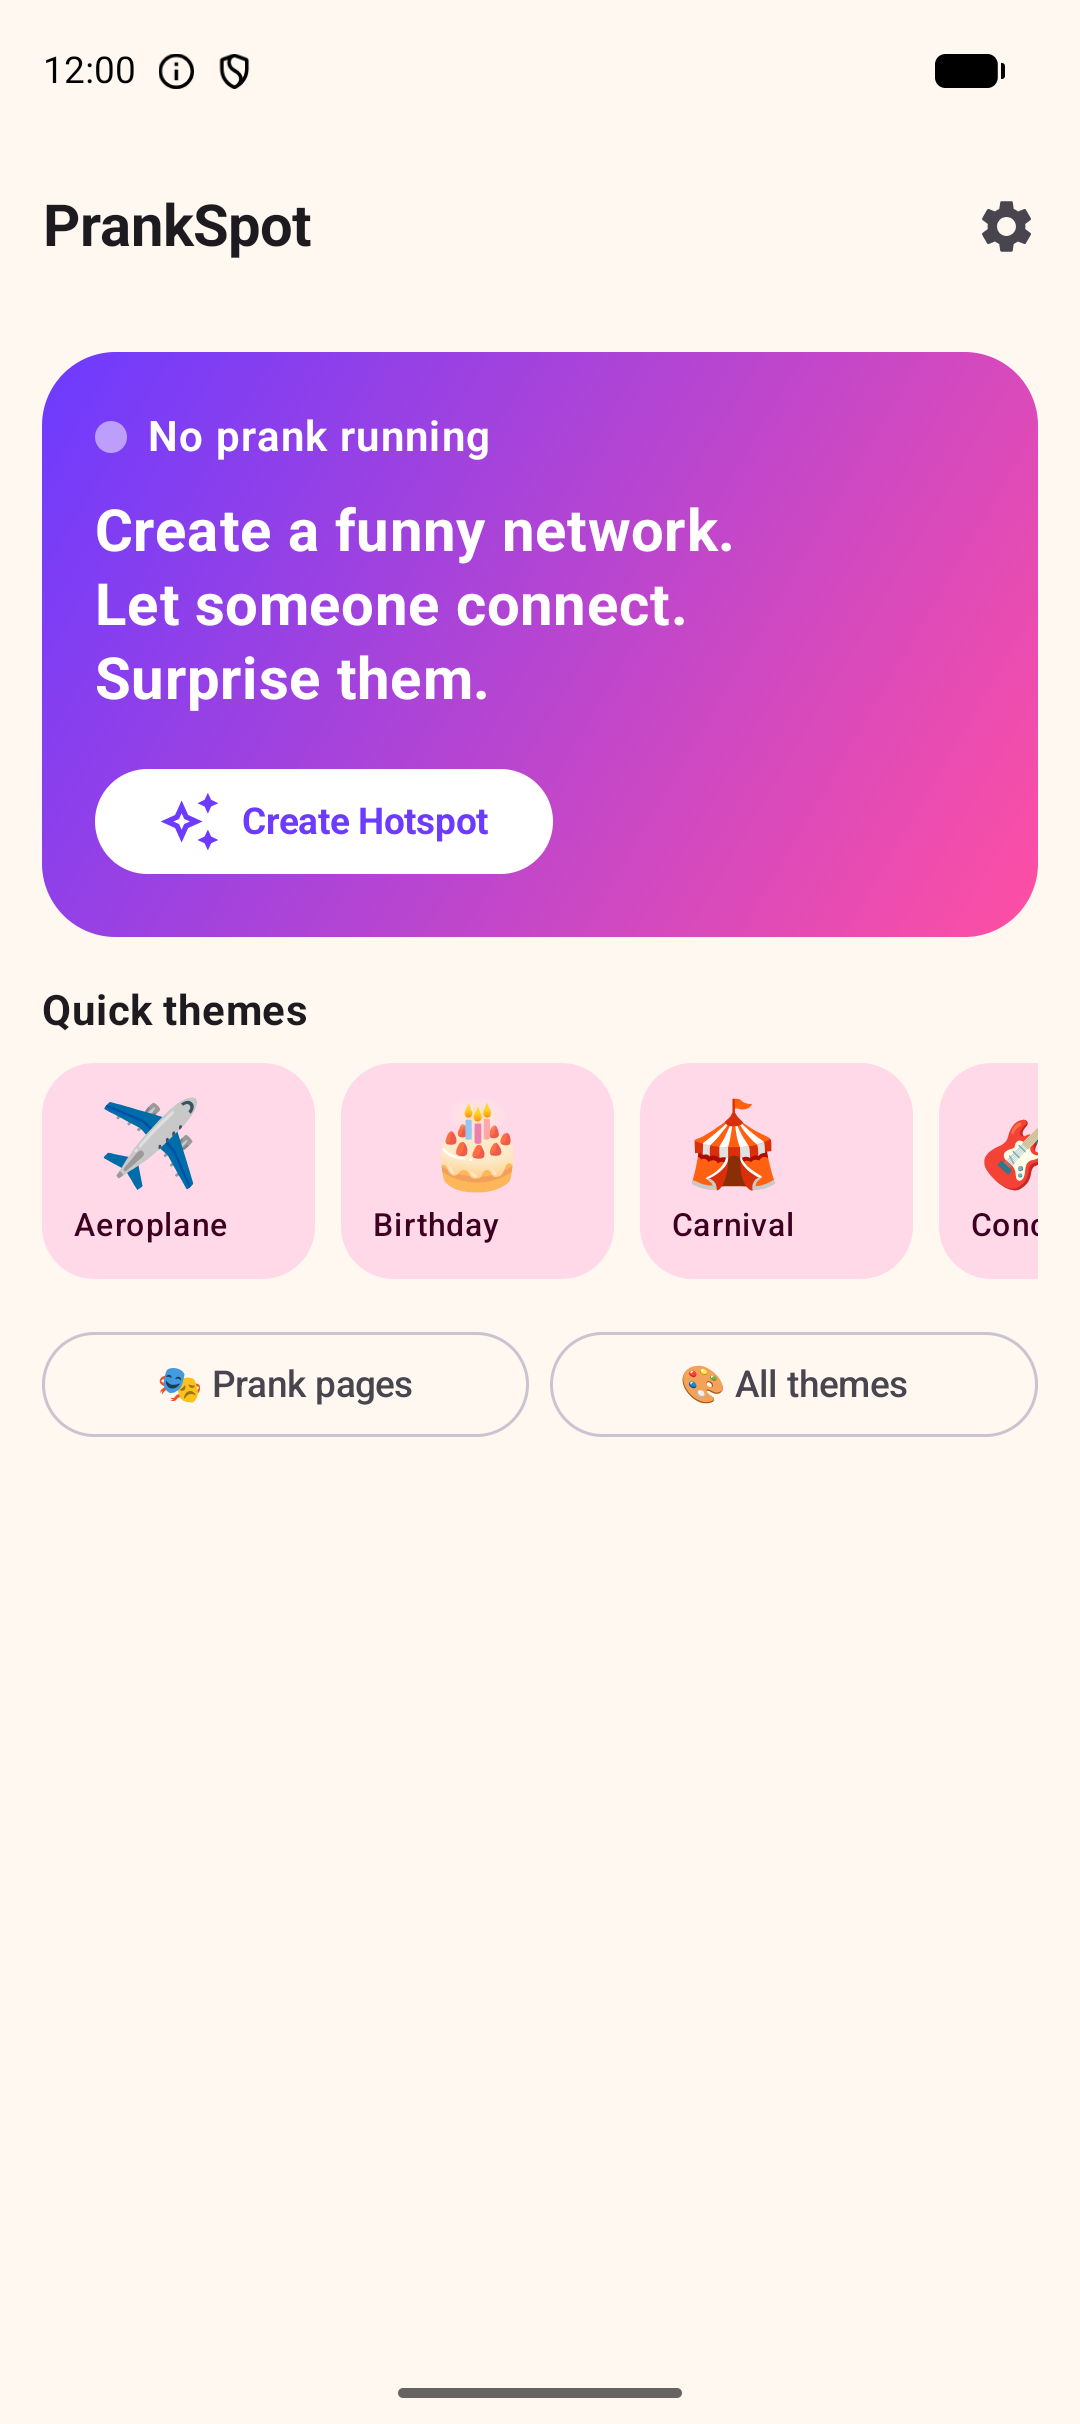 12:00
PrankSpot
No prank running
Create a funny network.
Let someone connect.
Surprise them.
Create Hotspot
Quick themes
Aeroplane
Birthday
Carnival
Prank pages
All themes